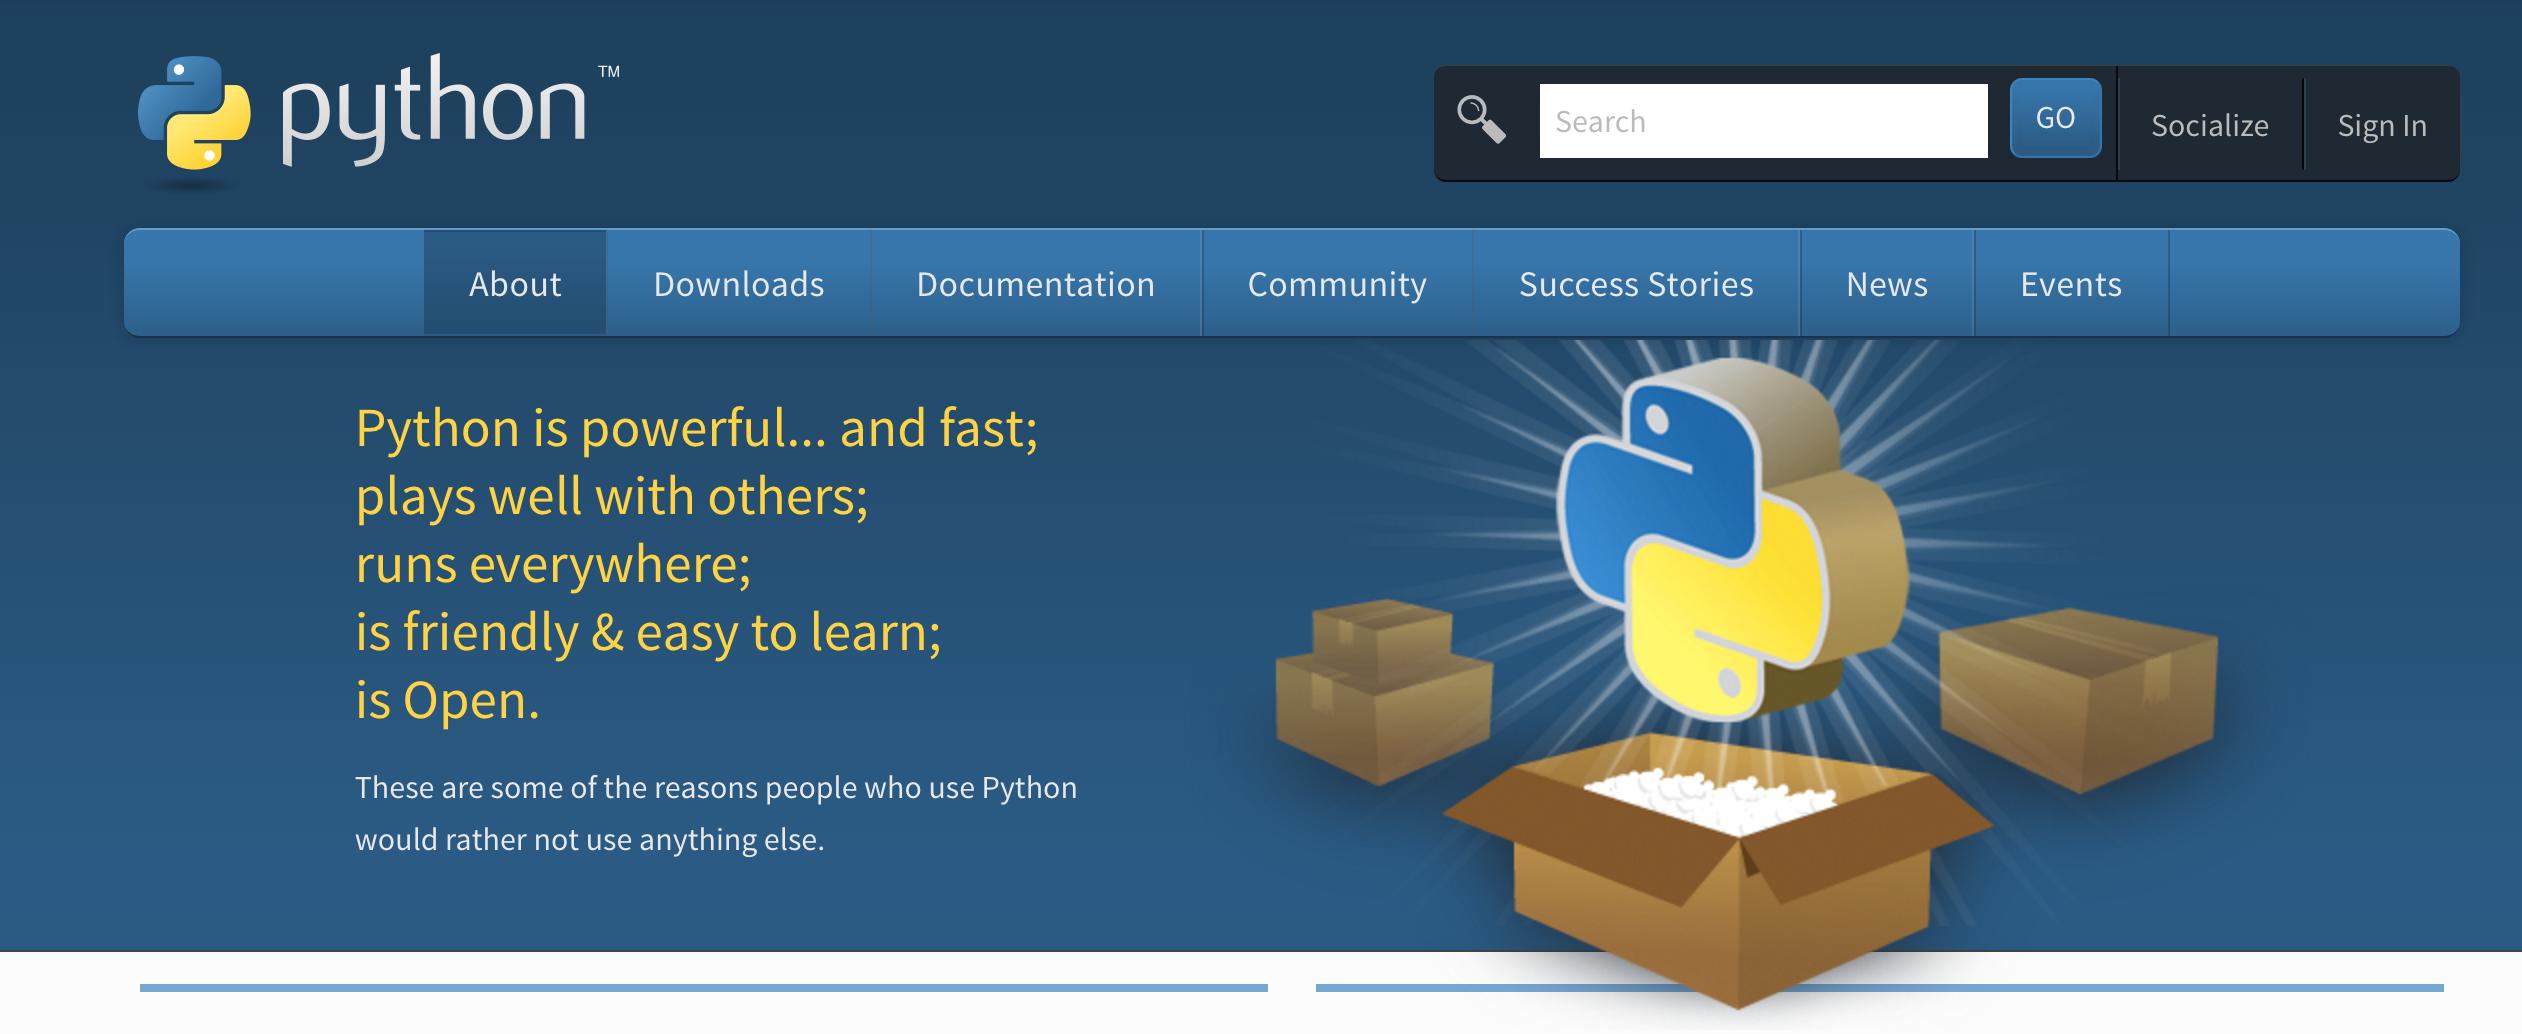 python™
Search
GO
Socialize
Sign In
About
Downloads
Documentation
Community
Success Stories
News
Events
Python is powerful... and fast;
plays well with others;
runs everywhere;
is friendly & easy to learn;
is Open.
These are some of the reasons people who use Python
would rather not use anything else.